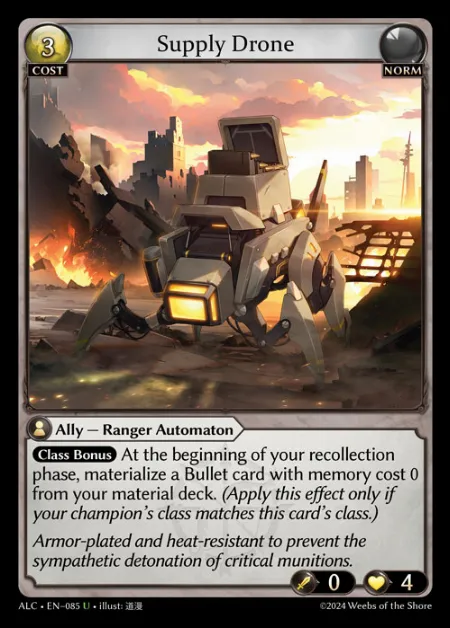 3
Supply Drone
COST
NORM
Ally — Ranger Automaton
Class Bonus At the beginning of your recollection
phase, materialize a Bullet card with memory cost 0
from your material deck. (Apply this effect only if
your champion's class matches this card's class.)
Armor-plated and heat-resistant to prevent the
sympathetic detonation of critical munitions.
0
4
ALC • EN-085 U • illust: 道漫
©2024 Weebs of the Shore